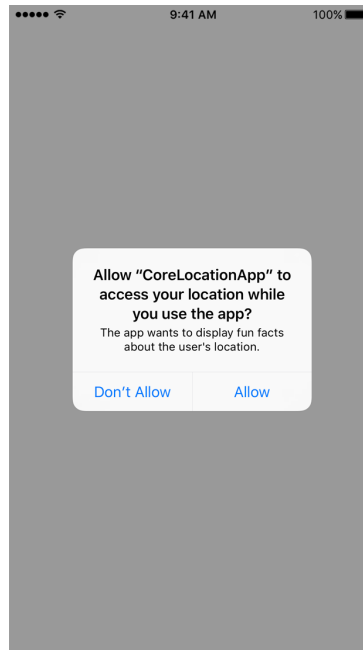 9:41 AM 100%
Allow “CoreLocationApp” to
access your location while
you use the app?
The app wants to display fun facts
about the user's location.
Don’t Allow Allow